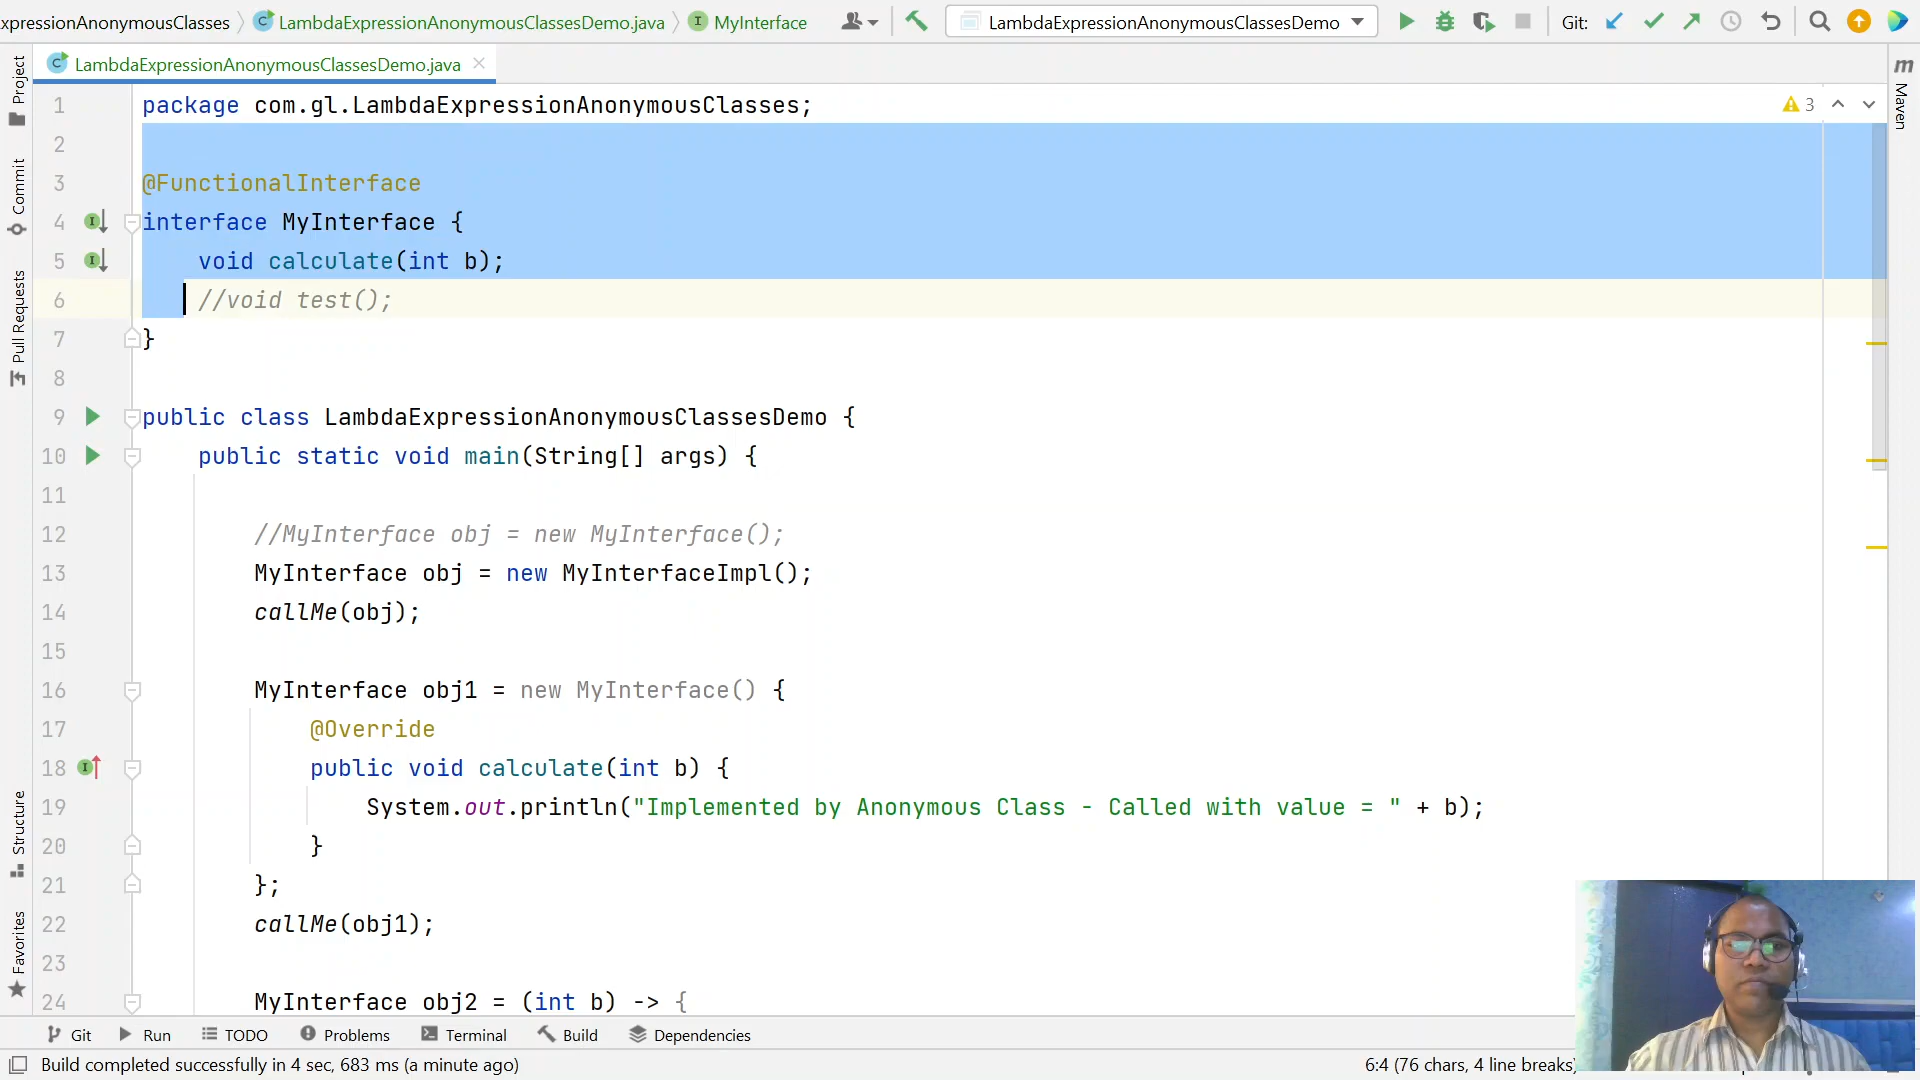 xpressionAnonymousClasses LambdaExpressionAnonymousClassesDemo.java MyInterface LambdaExpressionAnonymousClassesDemo Git:
LambdaExpressionAnonymousClassesDemo.java
1 package com.gl.LambdaExpressionAnonymousClasses; 3
2
3 @FunctionalInterface
4 interface MyInterface {
5 void calculate(int b);
6 //void test();
7 }
8
9 public class LambdaExpressionAnonymousClassesDemo {
10 public static void main(String[] args) {
11
12 //MyInterface obj = new MyInterface();
13 MyInterface obj = new MyInterfaceImpl();
14 callMe(obj);
15
16 MyInterface obj1 = new MyInterface() {
17 @Override
18 public void calculate(int b) {
19 System.out.println("Implemented by Anonymous Class - Called with value = " + b);
20 }
21 };
22 callMe(obj1);
23
24 MyInterface obj2 = (int b) -> {
Project
Commit
Pull Requests
Structure
Favorites
m
Maven
Git Run TODO Problems Terminal Build Dependencies
Build completed successfully in 4 sec, 683 ms (a minute ago) 6:4 (76 chars, 4 line breaks)